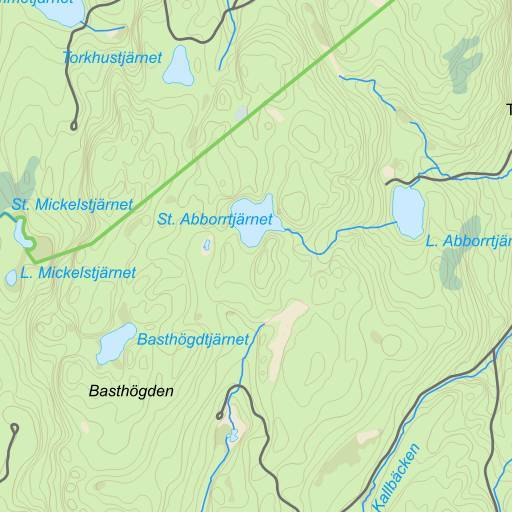 Torkhustjärnet
T
St. Mickelstjärnet
St. Abborrtjärnet
L. Abborrtjär
L. Mickelstjärnet
Basthögdtjärnet
Basthögden
Kallbäcken